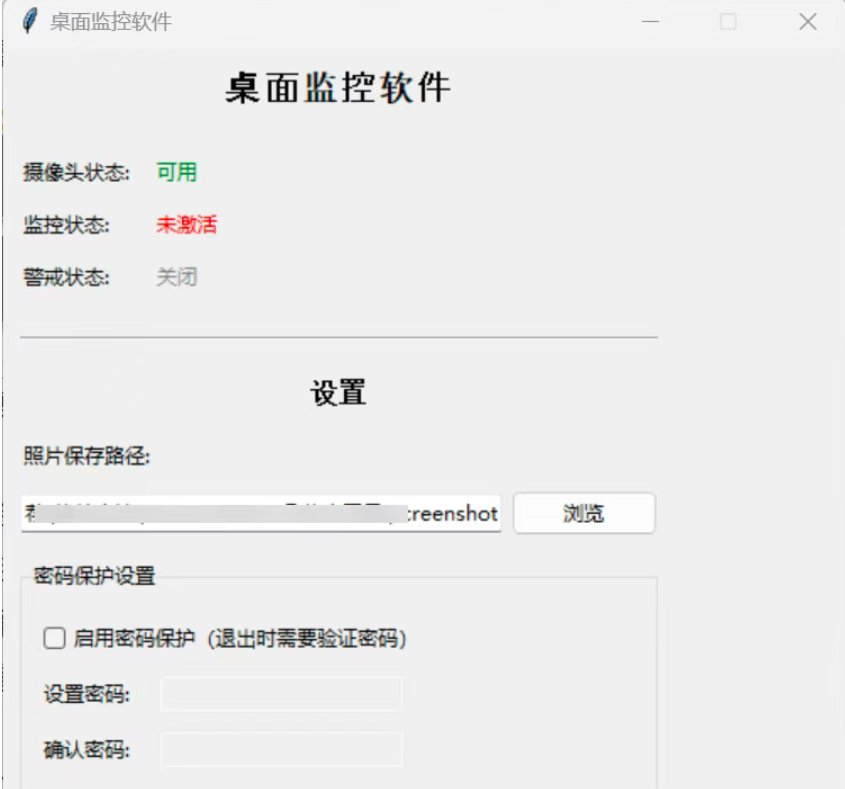 桌面监控软件
桌面监控软件
摄像头状态: 可用
监控状态: 未激活
警戒状态: 关闭
设置
照片保存路径:
creenshot 浏览
密码保护设置
启用密码保护（退出时需要验证密码）
设置密码:
确认密码: